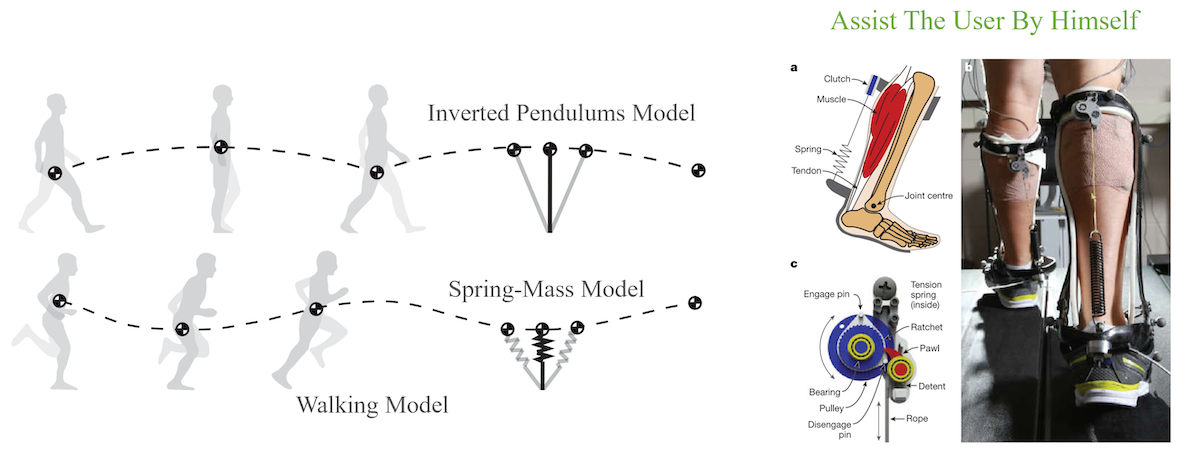 Assist The User By Himself
Inverted Pendulums Model
Spring-Mass Model
Walking Model
a
Clutch
Muscle
Spring
Tendon
Joint centre
b
c
Engage pin
Tension
spring
(inside)
Ratchet
Pawl
Detent
Bearing
Pulley
Disengage
pin
Rope